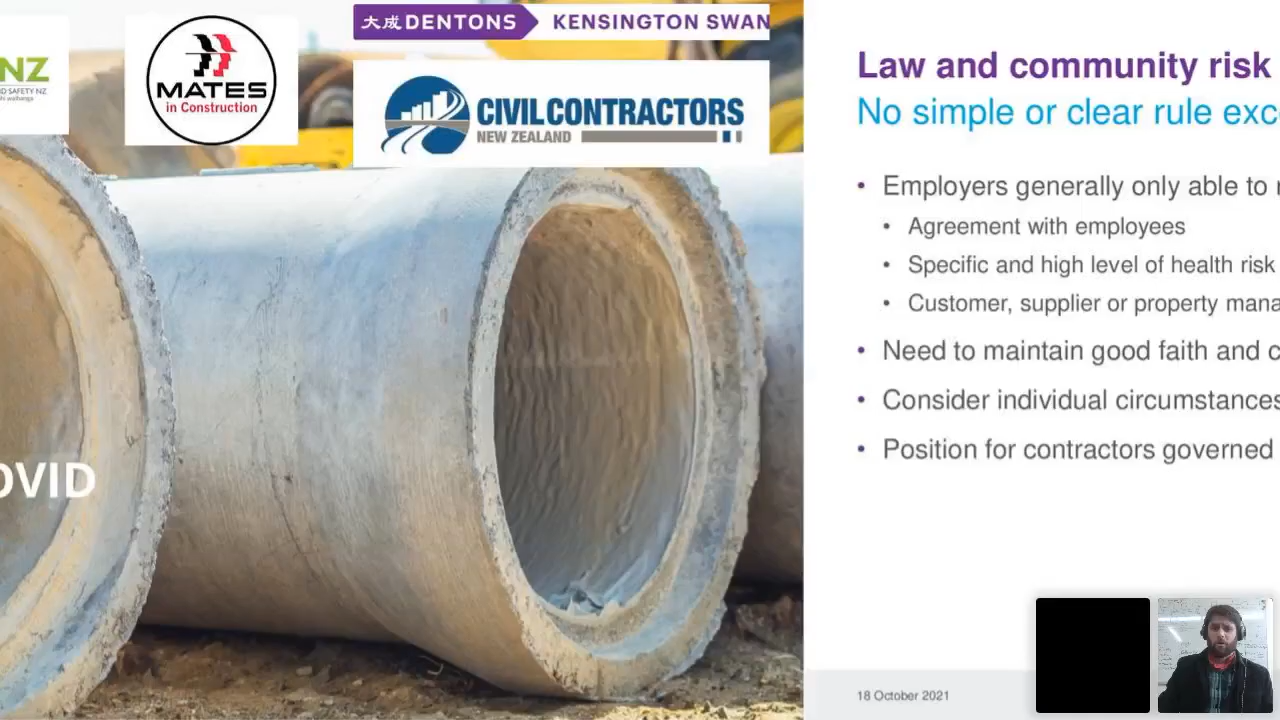 NZ
D SAFETY NZ
MATES
in Construction
大成 DENTONS
KENSINGTON SWAN
CIVIL CONTRACTORS
NEW ZEALAND
OVID
Law and community risk
No simple or clear rule exc
• Employers generally only able to
• Agreement with employees
• Specific and high level of health risk
• Customer, supplier or property mana
• Need to maintain good faith and c
• Consider individual circumstances
• Position for contractors governed
18 October 2021